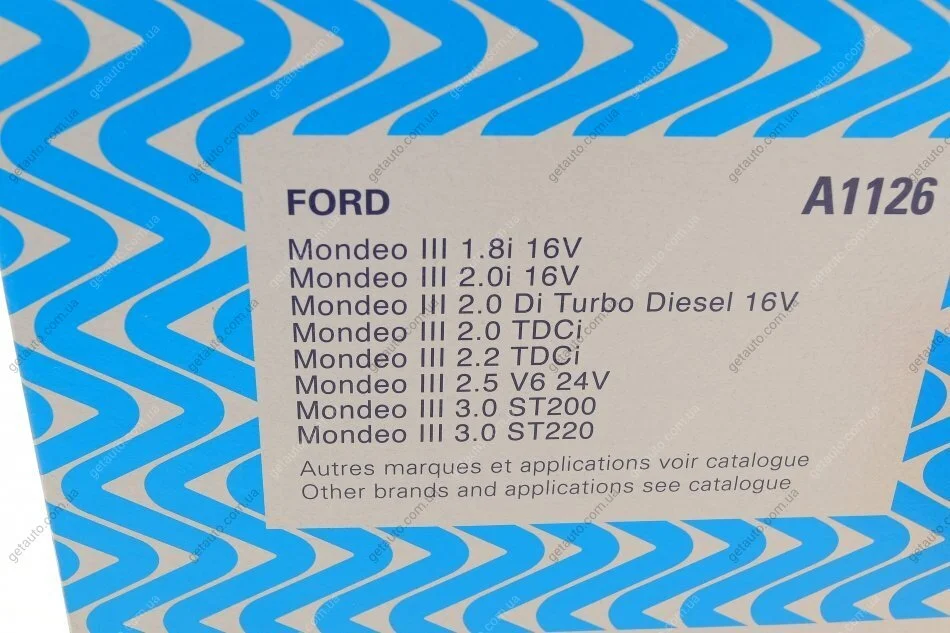 FORD
A1126
Mondeo III 1.8i 16V
Mondeo III 2.0i 16V
Mondeo III 2.0 Di Turbo Diesel 16V
Mondeo III 2.0 TDCi
Mondeo III 2.2 TDCi
Mondeo III 2.5 V6 24V
Mondeo III 3.0 ST200
Mondeo III 3.0 ST220
Autres marques et applications voir catalogue
Other brands and applications see catalogue
getauto.com.ua